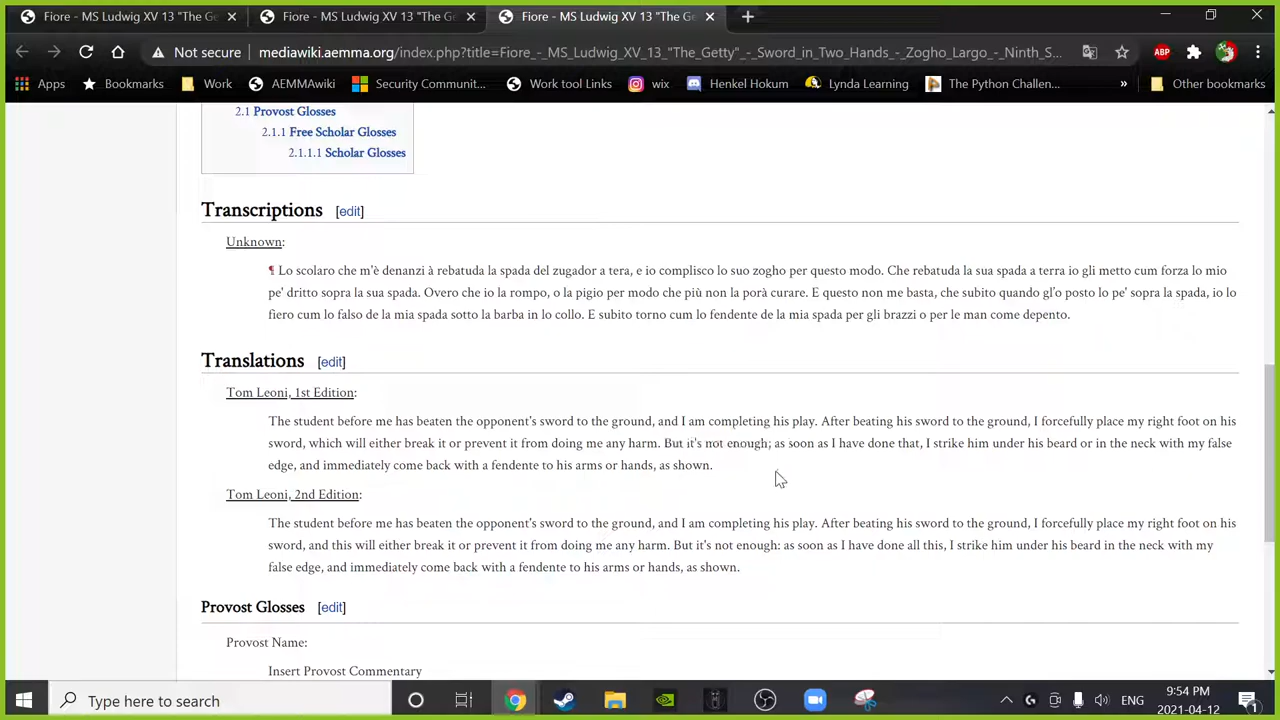 Fiore - MS Ludwig XV 13 "The Ge
Fiore - MS Ludwig XV 13 "The Ge
Fiore - MS Ludwig XV 13 "The Ge
Not secure mediawiki.aemma.org/index.php?title=Fiore_-_MS_Ludwig_XV_13_"The_Getty"_-_Sword_in_Two_Hands_-_Zogho_Largo_-_Ninth_S...
ABP
Apps Bookmarks Work AEMMAwiki Security Communit... Work tool Links wix Henkel Hokum Lynda Learning The Python Challen... » Other bookmarks
2.1 Provost Glosses
2.1.1 Free Scholar Glosses
2.1.1.1 Scholar Glosses
Transcriptions [edit]
Unknown:
¶ Lo scolaro che m'è denanzi à rebatuda la spada del zugador a tera, e io complisco lo suo zogho per questo modo. Che rebatuda la sua spada a terra io gli metto cum forza lo mio
pe' dritto sopra la sua spada. Overo che io la rompo, o la pigio per modo che più non la porà curare. E questo non me basta, che subito quando gl'o posto lo pe' sopra la spada, io lo
fiero cum lo falso de la mia spada sotto la barba in lo collo. E subito torno cum lo fendente de la mia spada per gli brazzi o per le man come depento.
Translations [edit]
Tom Leoni, 1st Edition:
The student before me has beaten the opponent's sword to the ground, and I am completing his play. After beating his sword to the ground, I forcefully place my right foot on his
sword, which will either break it or prevent it from doing me any harm. But it's not enough; as soon as I have done that, I strike him under his beard or in the neck with my false
edge, and immediately come back with a fendente to his arms or hands, as shown.
Tom Leoni, 2nd Edition:
The student before me has beaten the opponent's sword to the ground, and I am completing his play. After beating his sword to the ground, I forcefully place my right foot on his
sword, and this will either break it or prevent it from doing me any harm. But it's not enough: as soon as I have done all this, I strike him under his beard in the neck with my
false edge, and immediately come back with a fendente to his arms or hands, as shown.
Provost Glosses [edit]
Provost Name:
Insert Provost Commentary
Type here to search
ENG
9:54 PM
2021-04-12
1